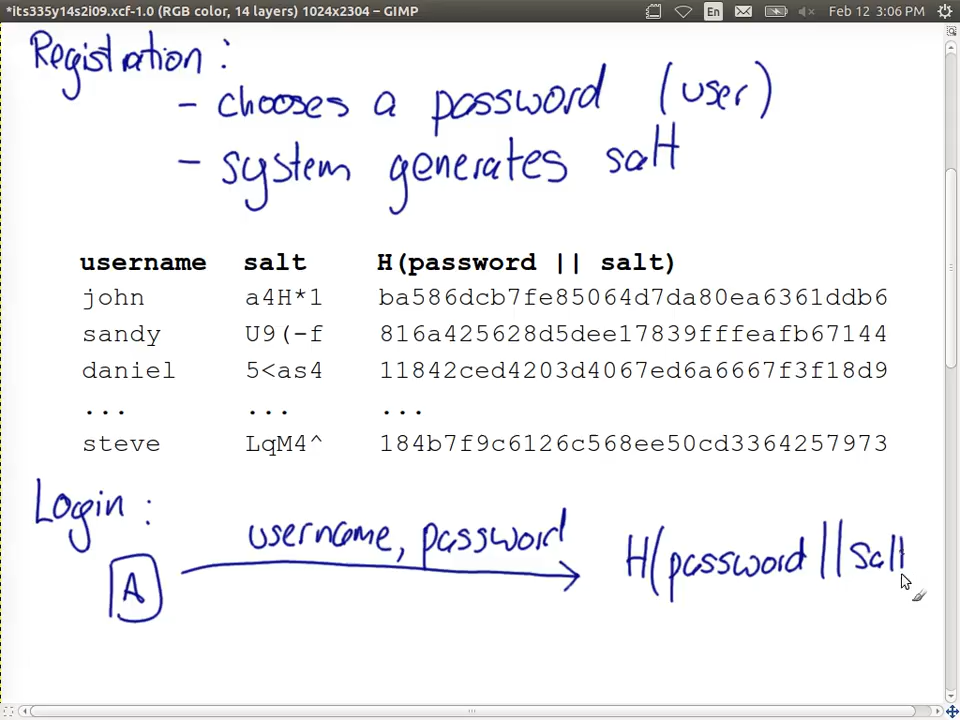 *its335y14s2i09.xcf-1.0 (RGB color, 14 layers) 1024x2304 – GIMP En Feb 12 3:06 PM
Registration :
- chooses a password (user)
- system generates salt
username salt H(password || salt)
john a4H*1 ba586dcb7fe85064d7da80ea6361ddb6
sandy U9(-f 816a425628d5dee17839fffeafb67144
daniel 5<as4 11842ced4203d4067ed6a6667f3f18d9
... ... ...
steve LqM4^ 184b7f9c6126c568ee50cd3364257973
Login :
username, password
A H(password || salt